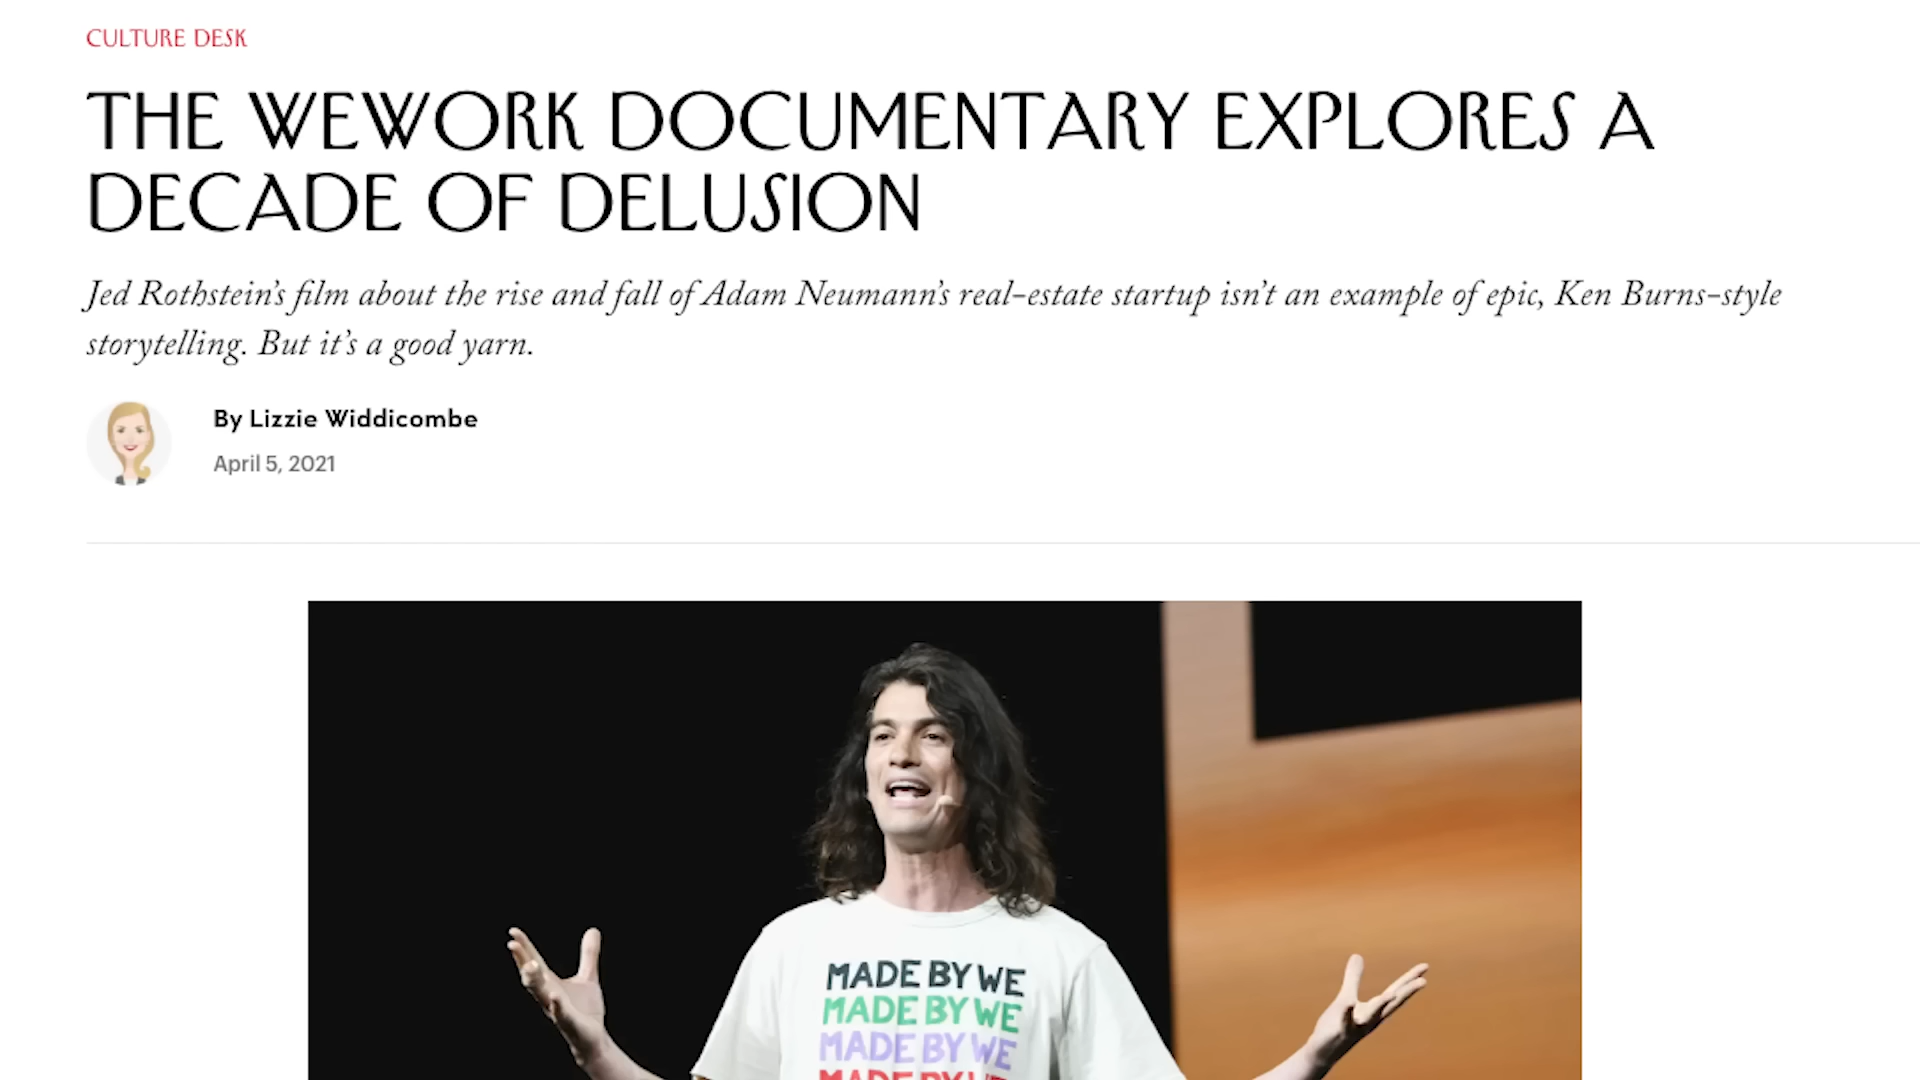 CULTURE DESK
THE WEWORK DOCUMENTARY EXPLORES A
DECADE OF DELUSION
Jed Rothstein’s film about the rise and fall of Adam Neumann’s real-estate startup isn’t an example of epic, Ken Burns-style
storytelling. But it’s a good yarn.
By Lizzie Widdicombe
April 5, 2021
MADE BY WE
MADE BY WE
MADE BY WE
MADE BY WE